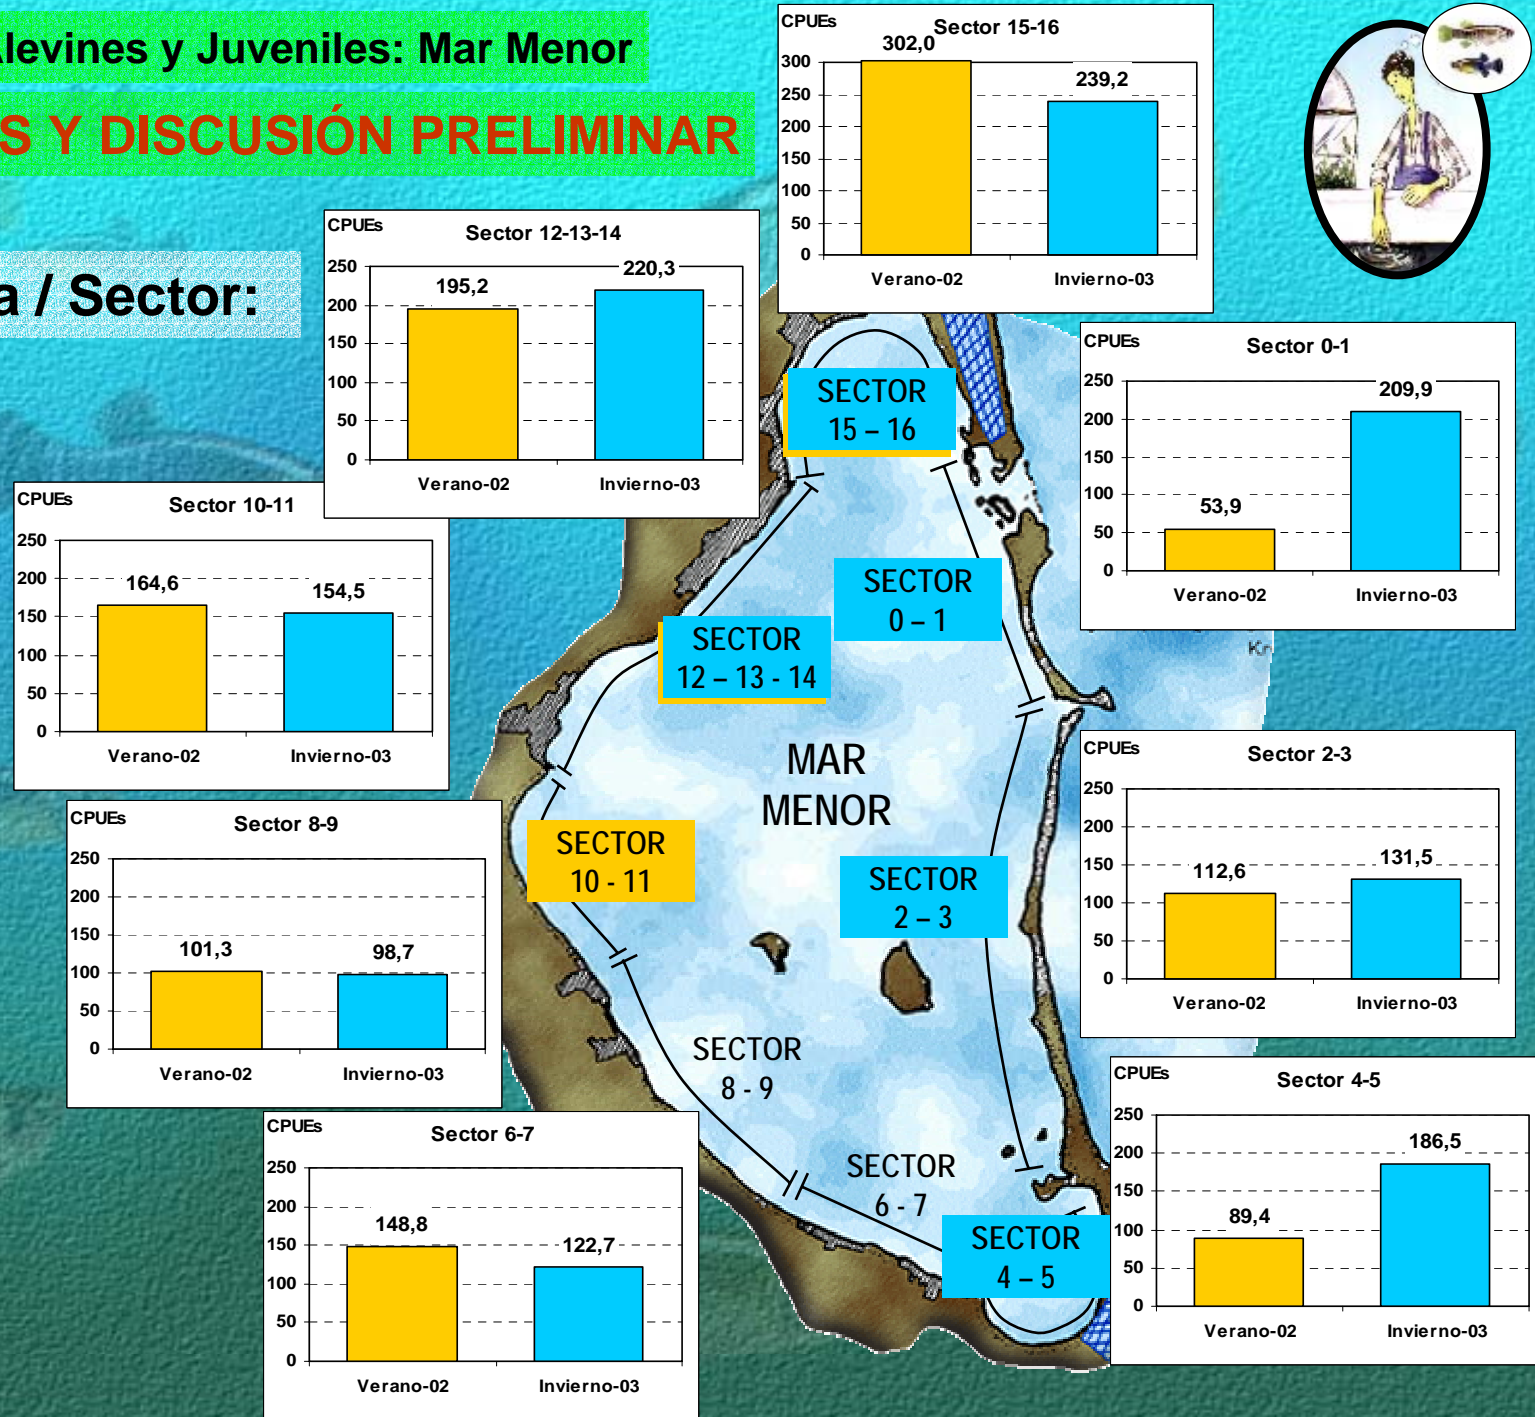 Alevines y Juveniles: Mar Menor
S Y DISCUSIÓN PRELIMINAR
a / Sector:
CPUEs
Sector 15-16
302,0
239,2
300
250
200
150
100
50
0
Verano-02
Invierno-03
CPUEs
Sector 12-13-14
195,2
220,3
250
200
150
100
50
0
Verano-02
Invierno-03
CPUEs
Sector 0-1
53,9
209,9
250
200
150
100
50
0
Verano-02
Invierno-03
CPUEs
Sector 10-11
164,6
154,5
250
200
150
100
50
0
Verano-02
Invierno-03
CPUEs
Sector 2-3
112,6
131,5
250
200
150
100
50
0
Verano-02
Invierno-03
CPUEs
Sector 8-9
101,3
98,7
250
200
150
100
50
0
Verano-02
Invierno-03
CPUEs
Sector 4-5
89,4
186,5
250
200
150
100
50
0
Verano-02
Invierno-03
CPUEs
Sector 6-7
148,8
122,7
250
200
150
100
50
0
Verano-02
Invierno-03
SECTOR
15 – 16
SECTOR
0 – 1
SECTOR
12 – 13 - 14
MAR
MENOR
SECTOR
10 - 11
SECTOR
2 – 3
SECTOR
8 - 9
SECTOR
6 - 7
SECTOR
4 – 5